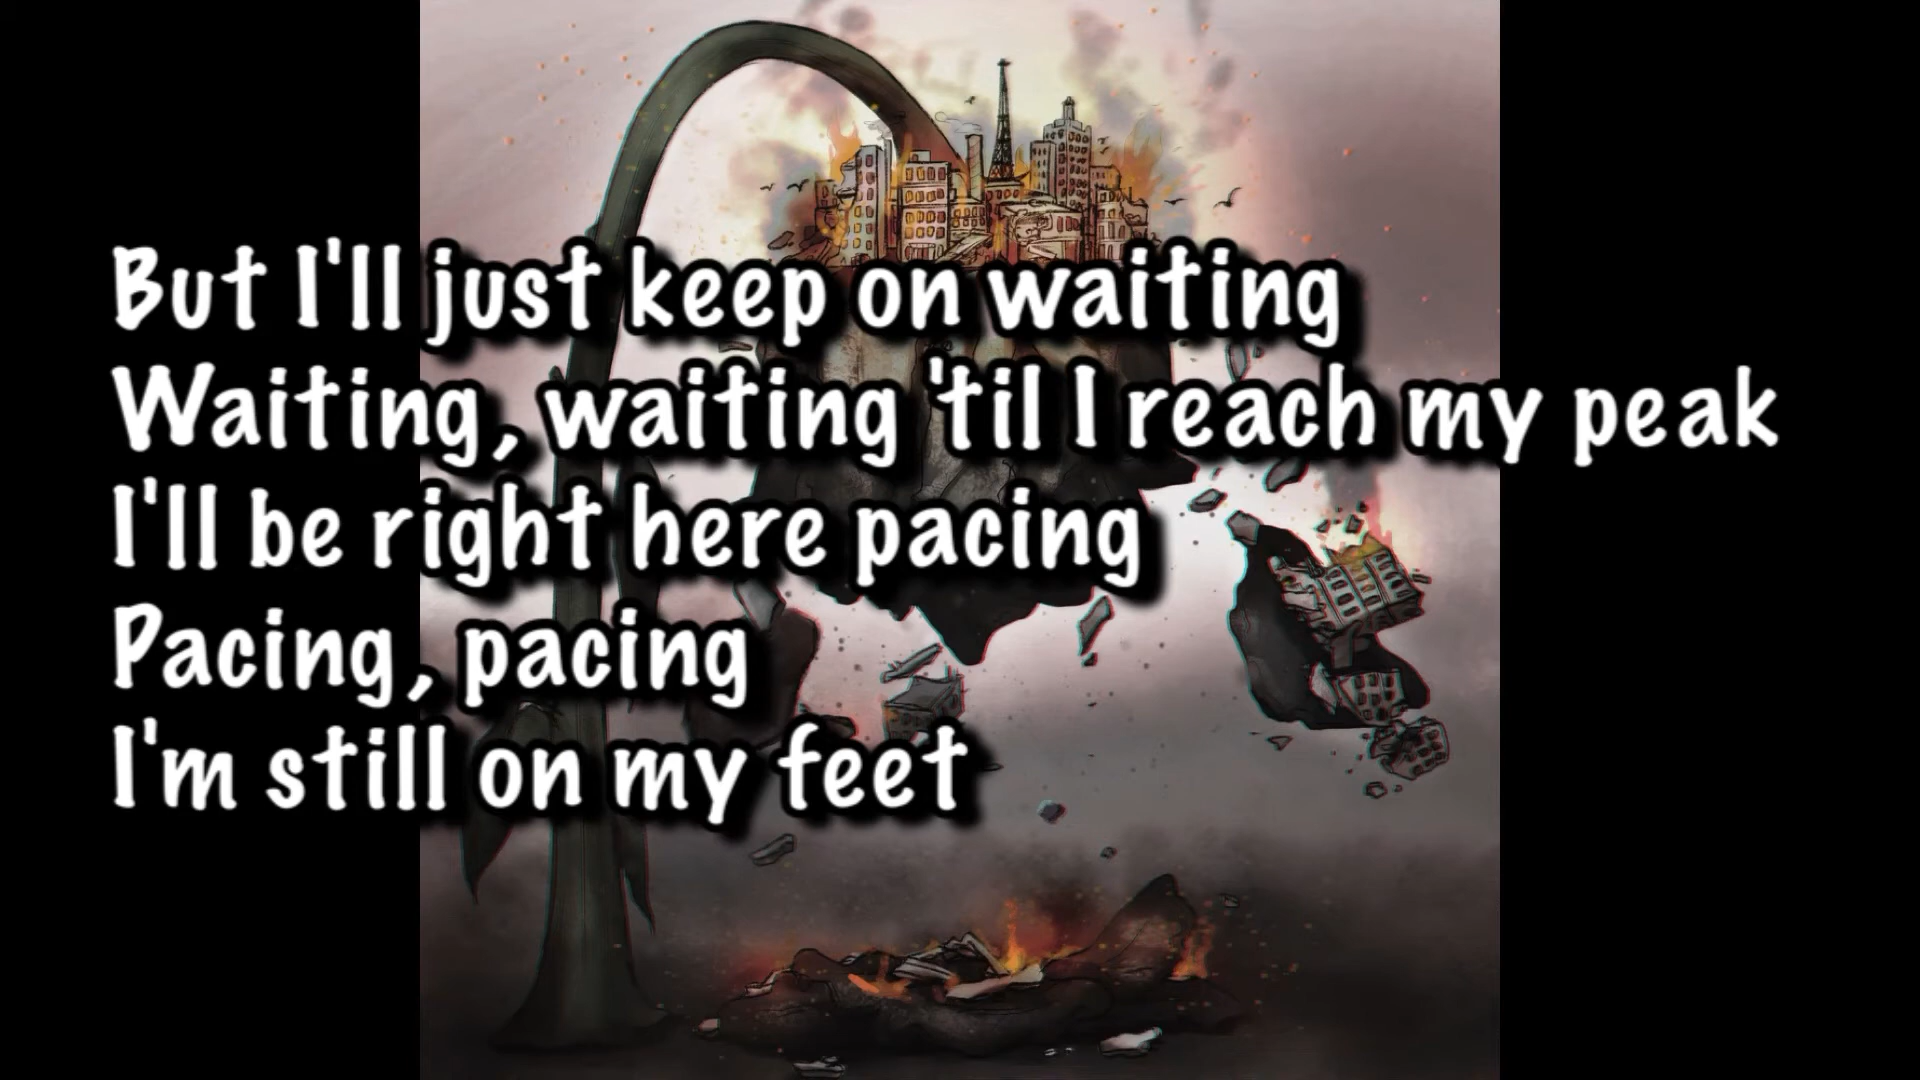 But I'll just keep on waiting
Waiting, waiting 'til I reach my peak
I'll be right here pacing
Pacing, pacing
I'm still on my feet